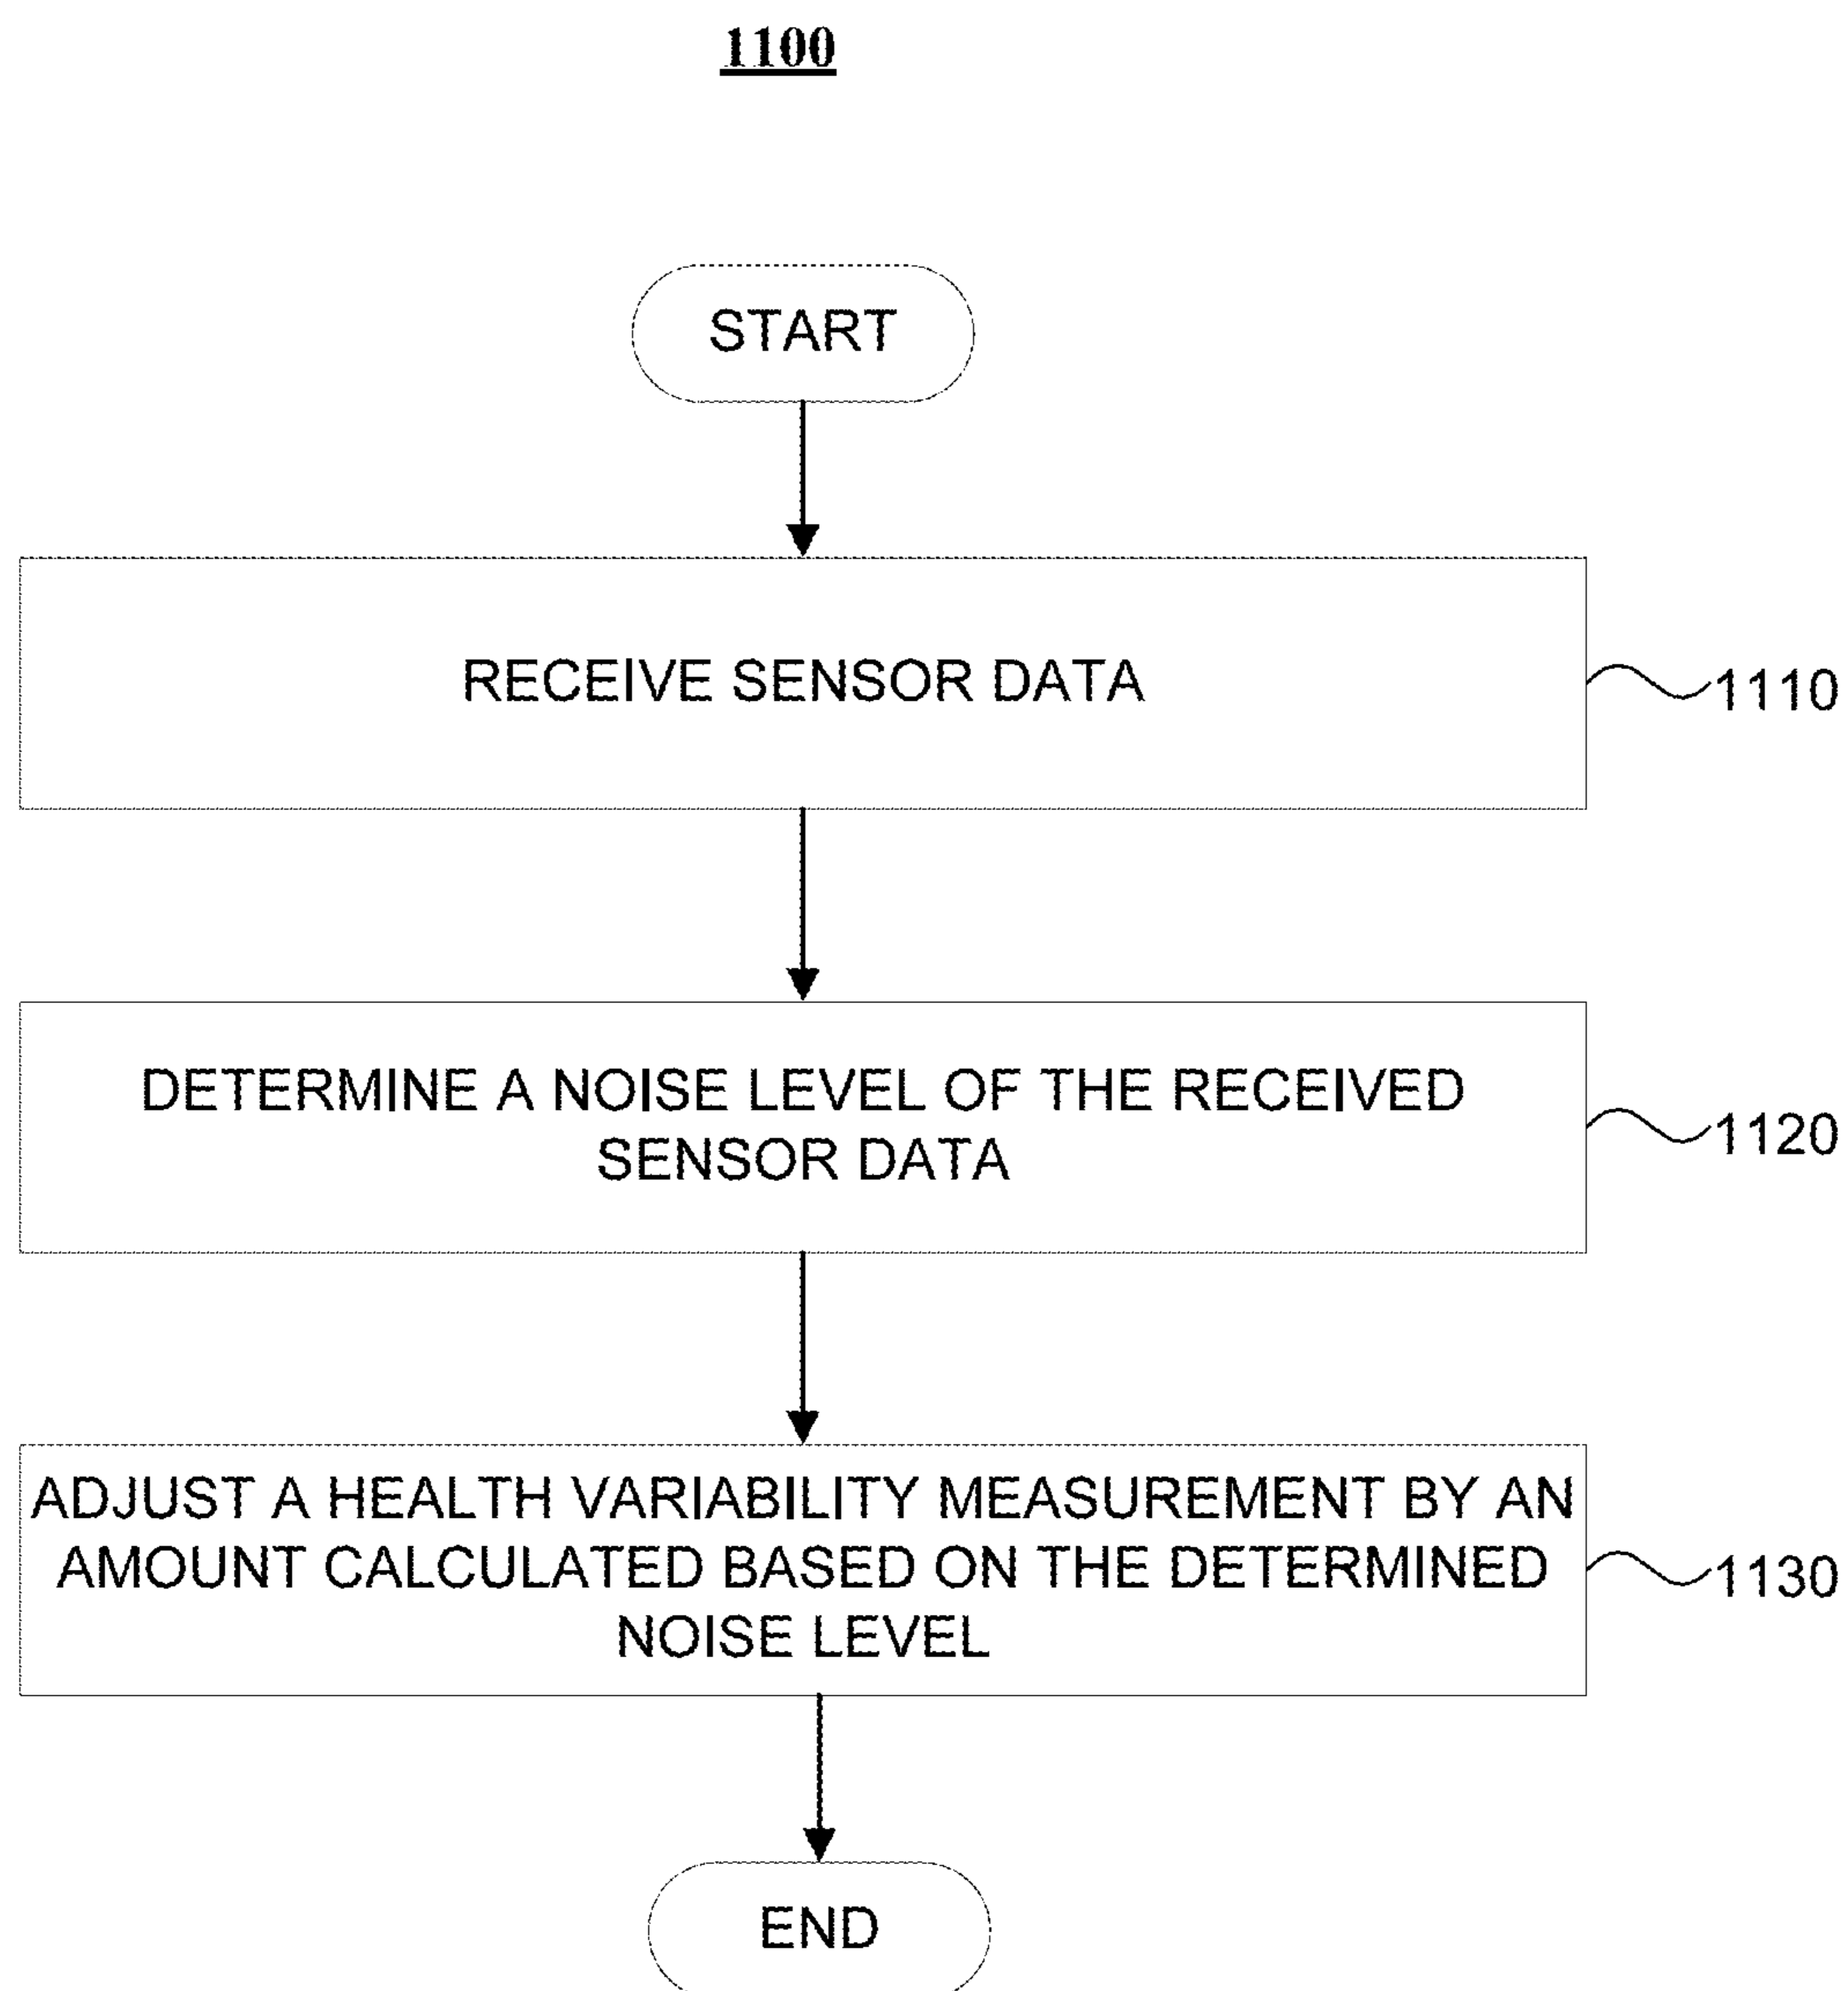 1100
START
RECEIVE SENSOR DATA
1110
DETERMINE A NOISE LEVEL OF THE RECEIVED
SENSOR DATA
1120
ADJUST A HEALTH VARIABILITY MEASUREMENT BY AN
AMOUNT CALCULATED BASED ON THE DETERMINED
NOISE LEVEL
1130
END